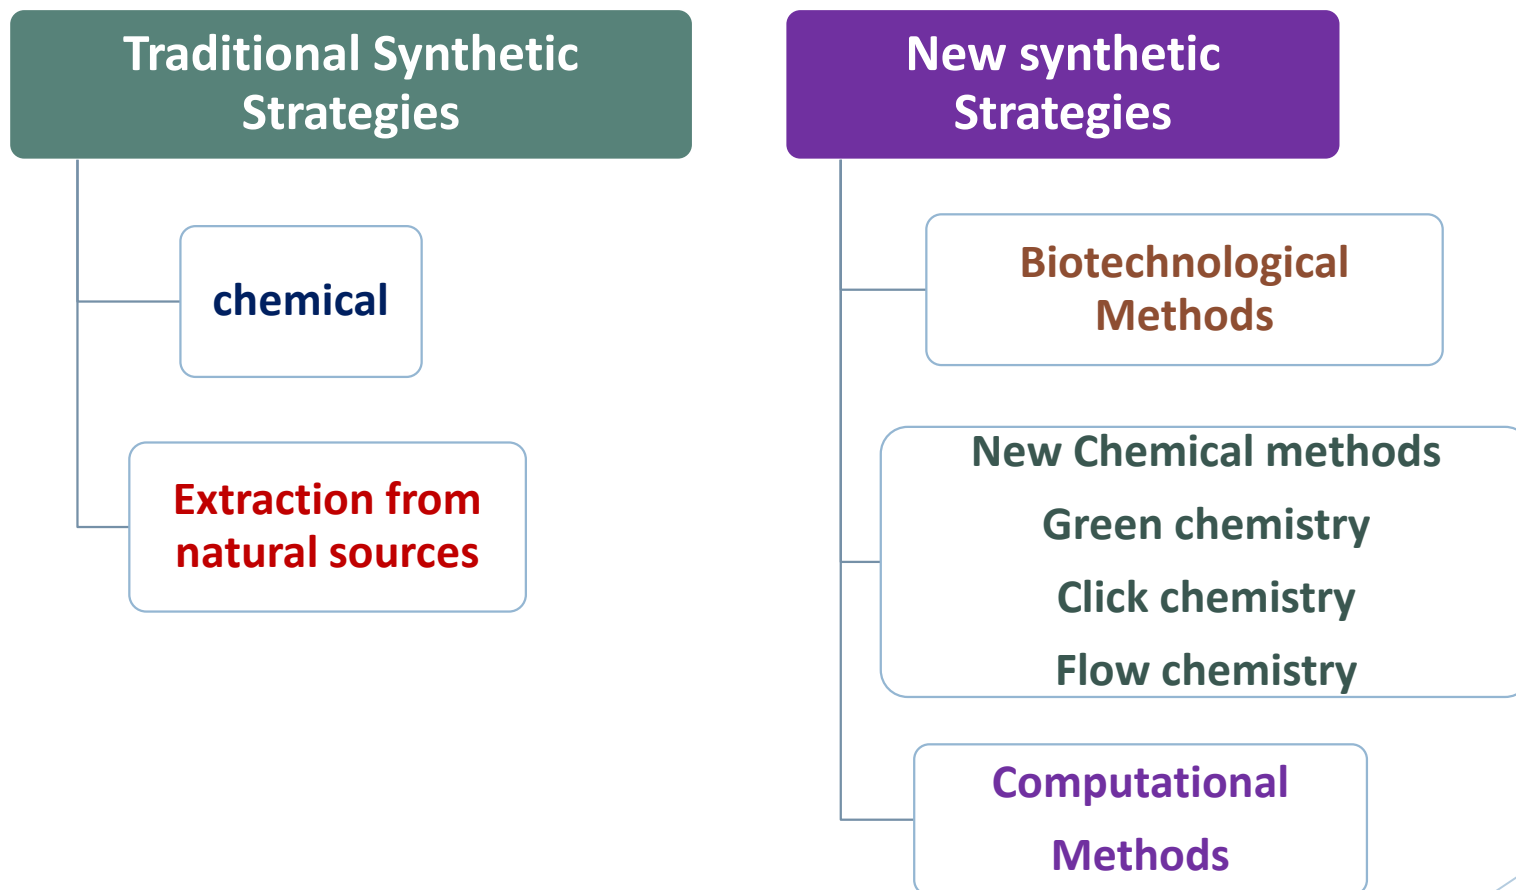 Traditional Synthetic
Strategies
chemical
Extraction from
natural sources
New synthetic
Strategies
Biotechnological
Methods
New Chemical methods
Green chemistry
Click chemistry
Flow chemistry
Computational
Methods